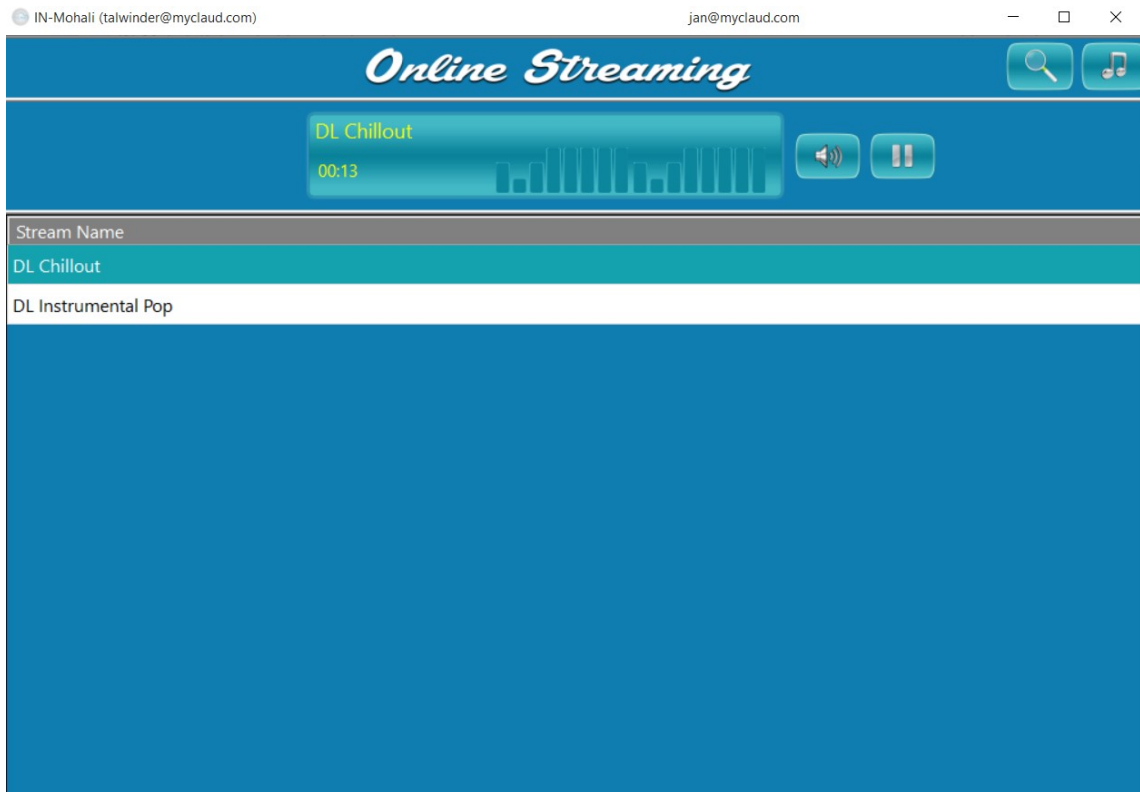 IN-Mohali (talwinder@myclaud.com) jan@myclaud.com
Online Streaming
DL Chillout
00:13
Stream Name
DL Chillout
DL Instrumental Pop